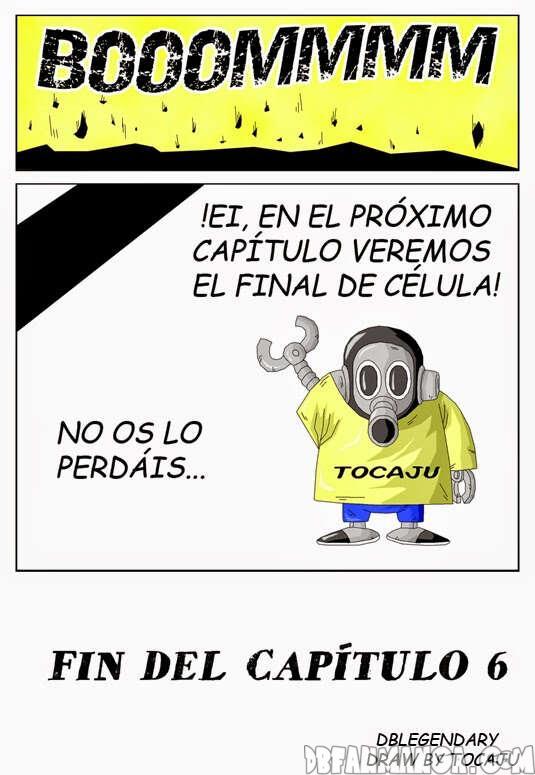 BOOOMMMMM
!EI, EN EL PRÓXIMO
CAPÍTULO VEREMOS
EL FINAL DE CÉLULA!
NO OS LO
PERDÁIS...
TOCAJU
FIN DEL CAPÍTULO 6
DBLEGENDARY
DRAW BY TOCAJU
DBFANMANGA.COM